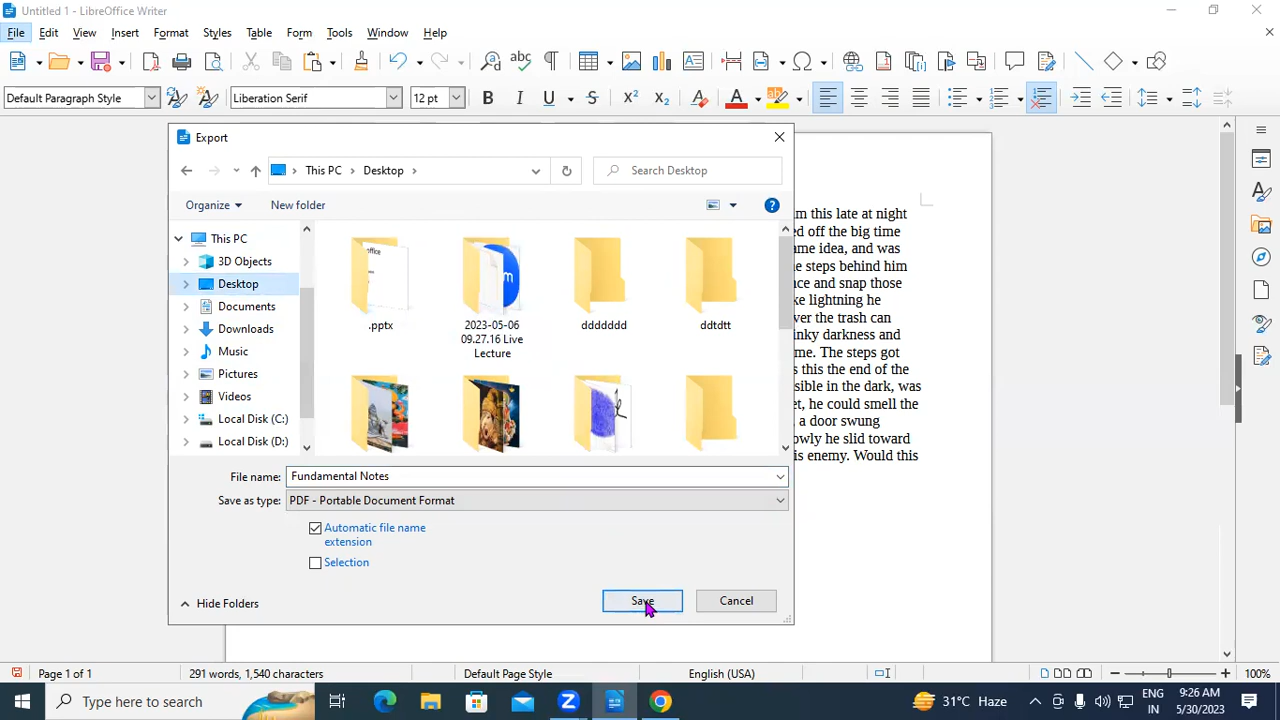 Untitled 1 - LibreOffice Writer
File Edit View Insert Format Styles Table Form Tools Window Help
Default Paragraph Style Liberation Serif 12 pt
Export
This PC Desktop Search Desktop
Organize New folder
This PC
3D Objects
Desktop
Documents
Downloads
Music
Pictures
Videos
Local Disk (C:)
Local Disk (D:)
.pptx
2023-05-06
09.27.16 Live
Lecture
ddddddd
ddtdtt
File name: Fundamental Notes
Save as type: PDF - Portable Document Format
Automatic file name
extension
Selection
Hide Folders Save Cancel
m this late at night
ed off the big time
ame idea, and was
e steps behind him
nce and snap those
ke lightning he
ver the trash can
inky darkness and
me. The steps got
s this the end of the
sible in the dark, was
et, he could smell the
, a door swung
owly he slid toward
is enemy. Would this
Page 1 of 1 291 words, 1,540 characters Default Page Style English (USA) 100%
Type here to search 31°C Haze ENG
IN 9:26 AM
5/30/2023